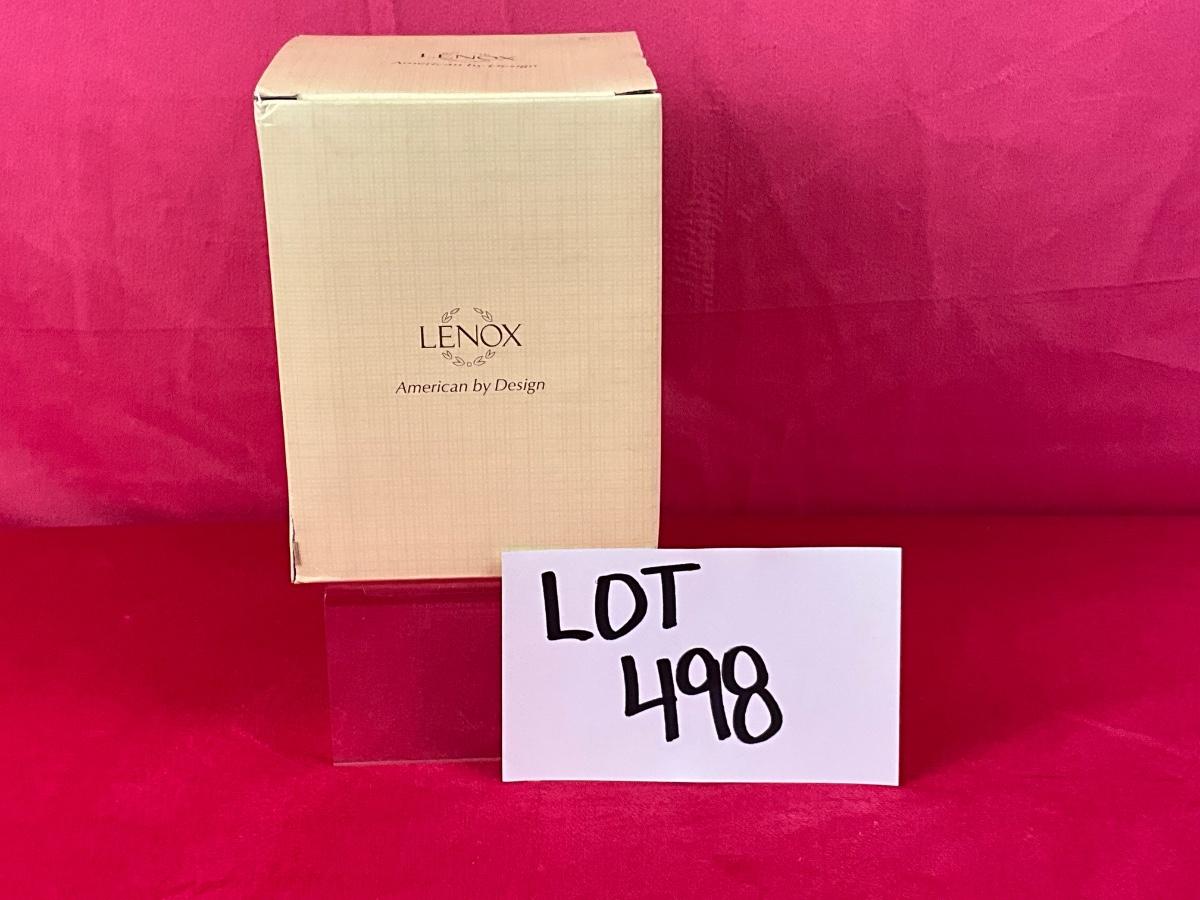 LENOX
American by Design
LENOX
American by Design
LOT
498